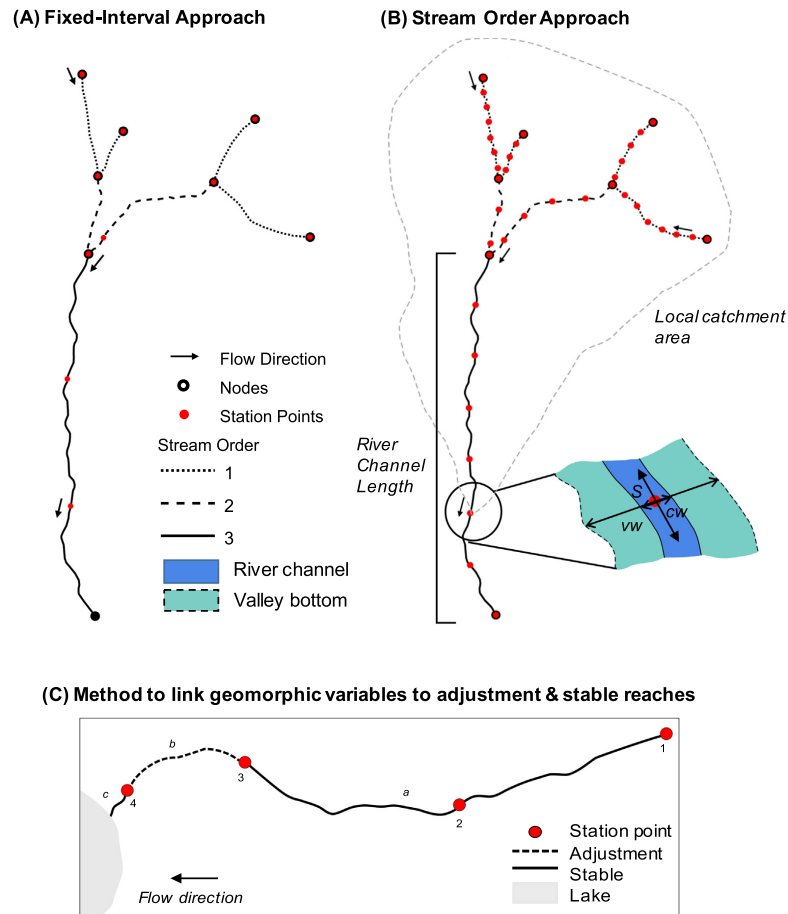 (A) Fixed-Interval Approach
(B) Stream Order Approach
Local catchment
area
Flow Direction
Nodes
Station Points
Stream Order
1
2
3
River channel
Valley bottom
River
Channel
Length
S
cw
vw
(C) Method to link geomorphic variables to adjustment & stable reaches
1
b
3
a
c
4
2
Station point
Adjustment
Stable
Lake
Flow direction